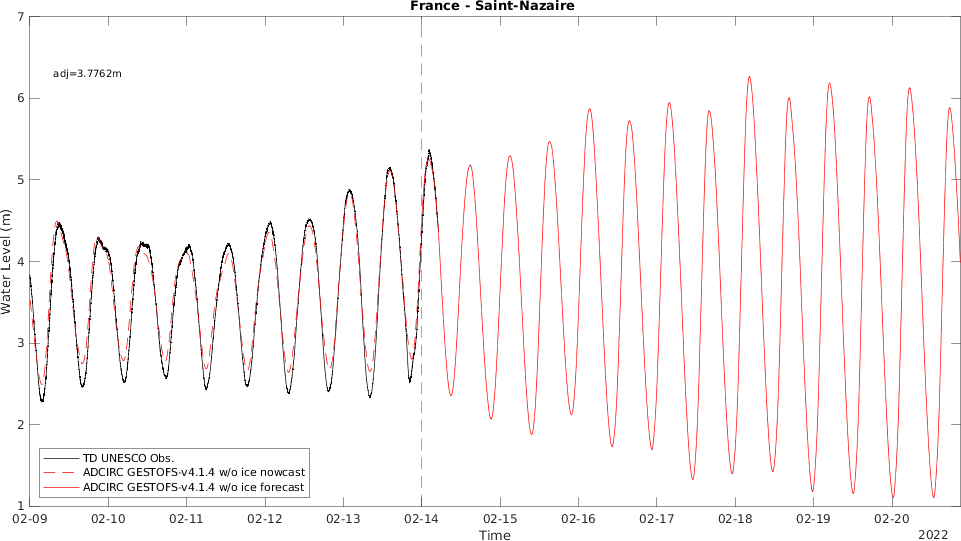 France - Saint-Nazaire
adj=3.7762m
7
6
5
4
3
2
1
Water Level (m)
TD UNESCO Obs.
ADCIRC GESTOFS-v4.1.4 w/o ice nowcast
ADCIRC GESTOFS-v4.1.4 w/o ice forecast
02-09 02-10 02-11 02-12 02-13 02-14 02-15 02-16 02-17 02-18 02-19 02-20
Time
2022